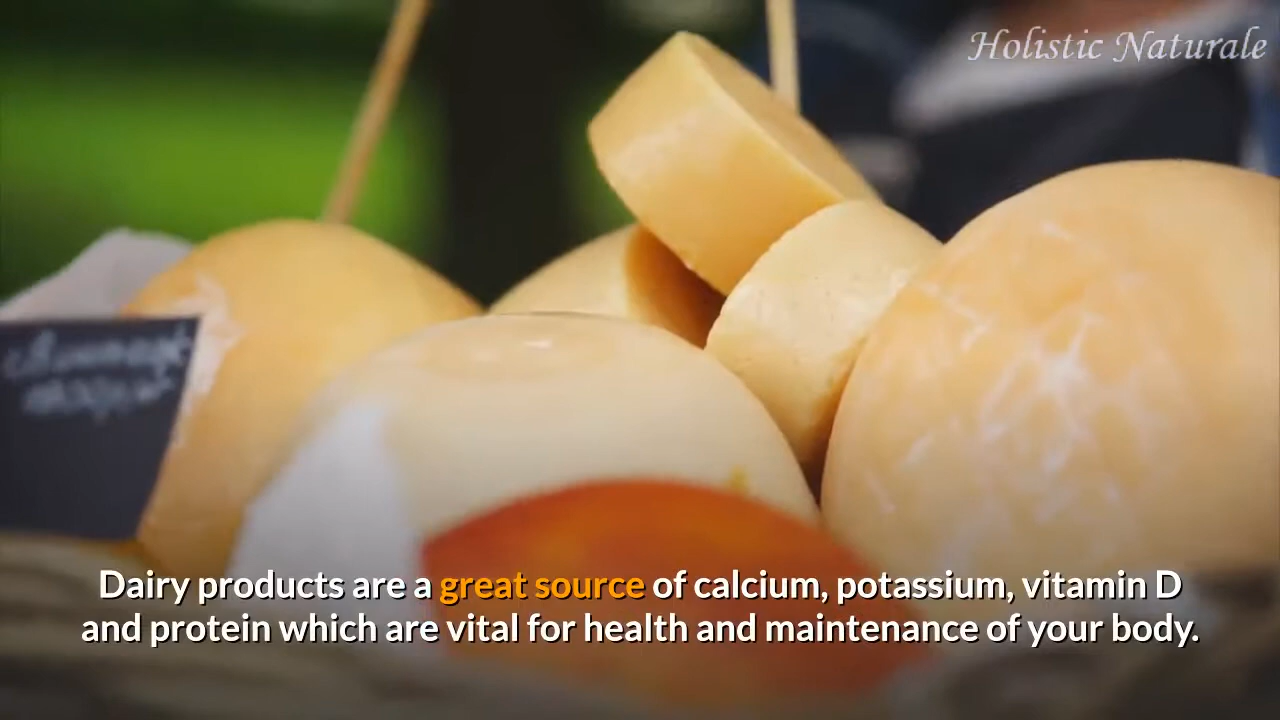 Holistic Naturale
Dairy products are a great source of calcium, potassium, vitamin D
and protein which are vital for health and maintenance of your body.